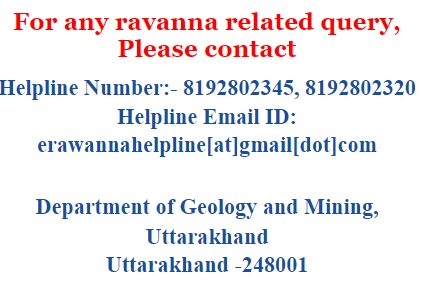 For any ravanna related query,
Please contact
Helpline Number:- 8192802345, 8192802320
Helpline Email ID:
erawannahelpline[at]gmail[dot]com
Department of Geology and Mining,
Uttarakhand
Uttarakhand -248001